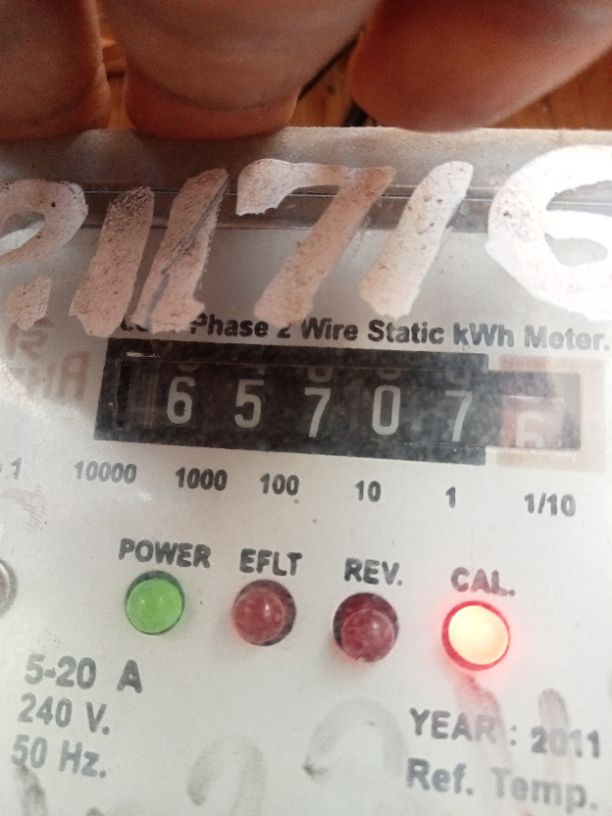 11716
Phase 2 Wire Static kWh Meter.
6 5 7 0 7 6
10000 1000 100 10 1 1/10
POWER EFLT REV. CAL.
5-20 A
240 V.
50 Hz.
YEAR : 2011
Ref. Temp.